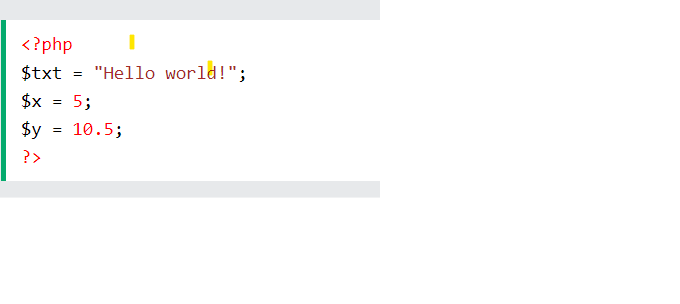 <?php
$txt = "Hello world!";
$x = 5;
$y = 10.5;
?>